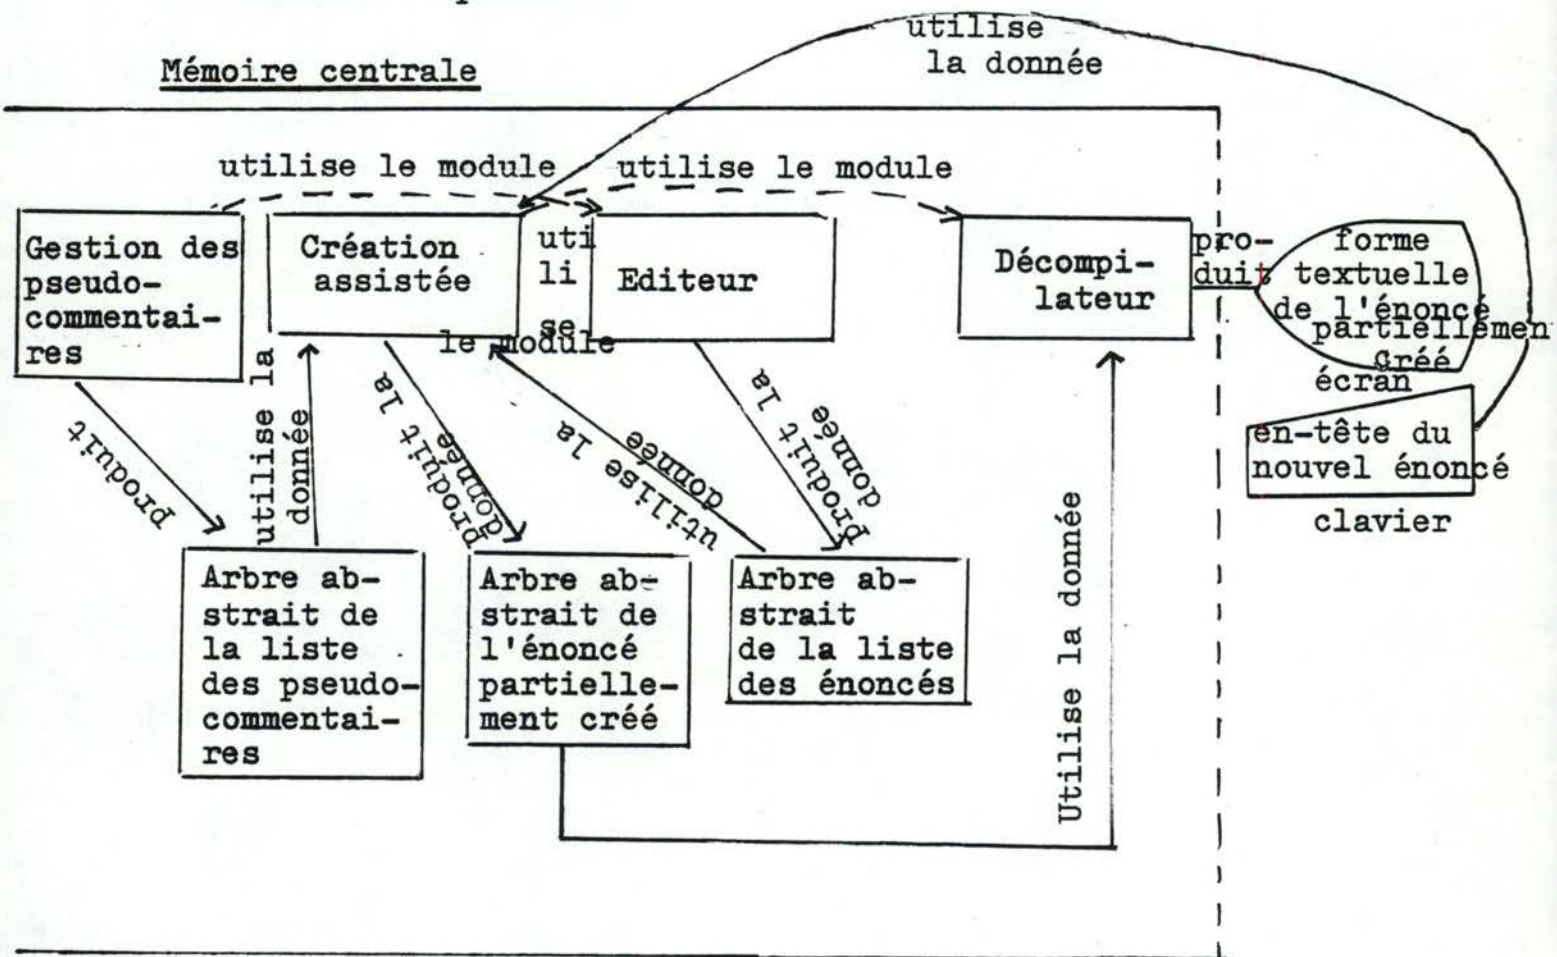 utilise
la donnée
Mémoire centrale
utilise le module
utilise le module
Gestion des
pseudo-
commentai-
res
Création
assistée
uti
li
se
le module
Editeur
Décompi-
lateur
pro-
duit
forme
textuelle
de l'énoncé
partiellemen
créé
écran
en-tête du
nouvel énoncé
clavier
produit
utilise la
donnée
produit la
donnée
utilise la
donnée
produit la
donnée
Utilise la donnée
Arbre ab-
strait de
la liste
des pseudo-
commentai-
res
Arbre ab-
strait de
l'énoncé
partielle-
ment créé
Arbre ab-
strait
de la liste
des énoncés